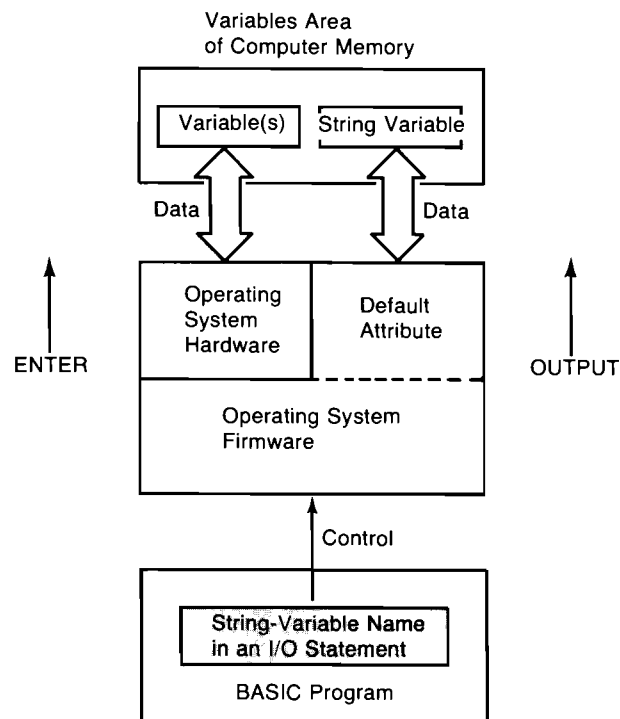 Variables Area
of Computer Memory
Variable(s)
String Variable
Data
Data
Operating
System
Hardware
Default
Attribute
ENTER
OUTPUT
Operating System
Firmware
Control
String-Variable Name
in an I/O Statement
BASIC Program